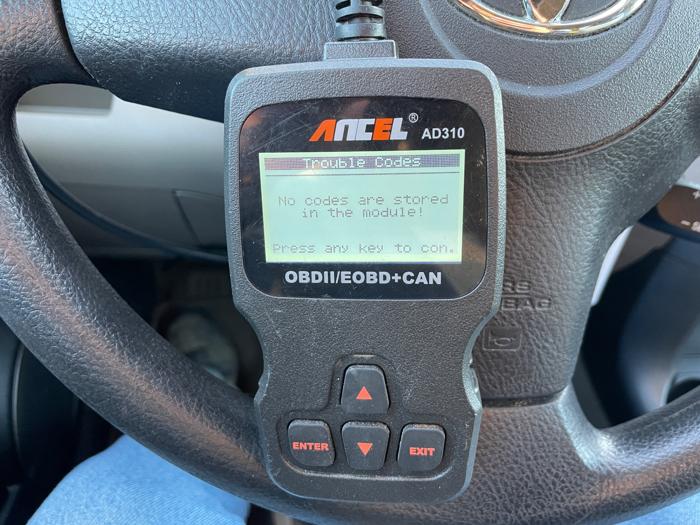 ANCEL® AD310
Trouble Codes
No codes are stored
in the module!
Press any key to con.
OBDII/EOBD+CAN
ENTER
EXIT